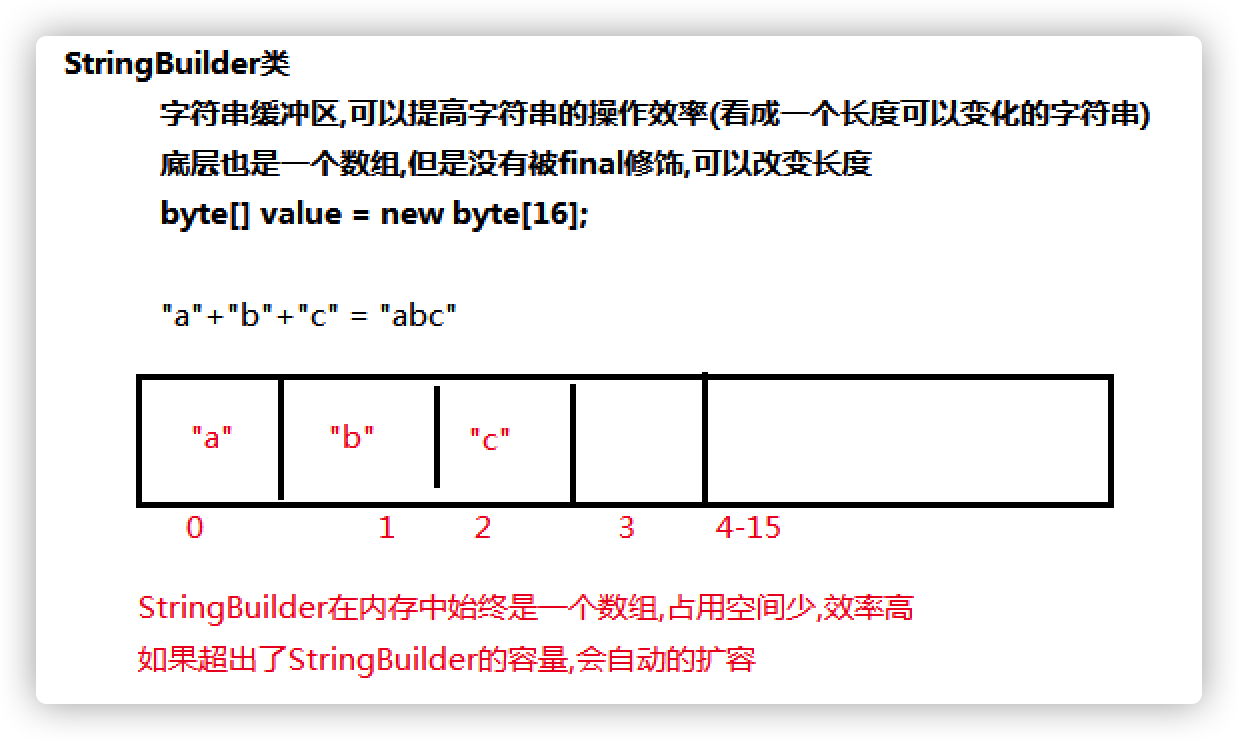 StringBuilder类
字符串缓冲区,可以提高字符串的操作效率(看成一个长度可以变化的字符串)
底层也是一个数组,但是没有被final修饰,可以改变长度
byte[] value = new byte[16];
"a"+"b"+"c" = "abc"
"a" "b" "c"
0 1 2 3 4-15
StringBuilder在内存中始终是一个数组,占用空间少,效率高
如果超出了StringBuilder的容量,会自动的扩容